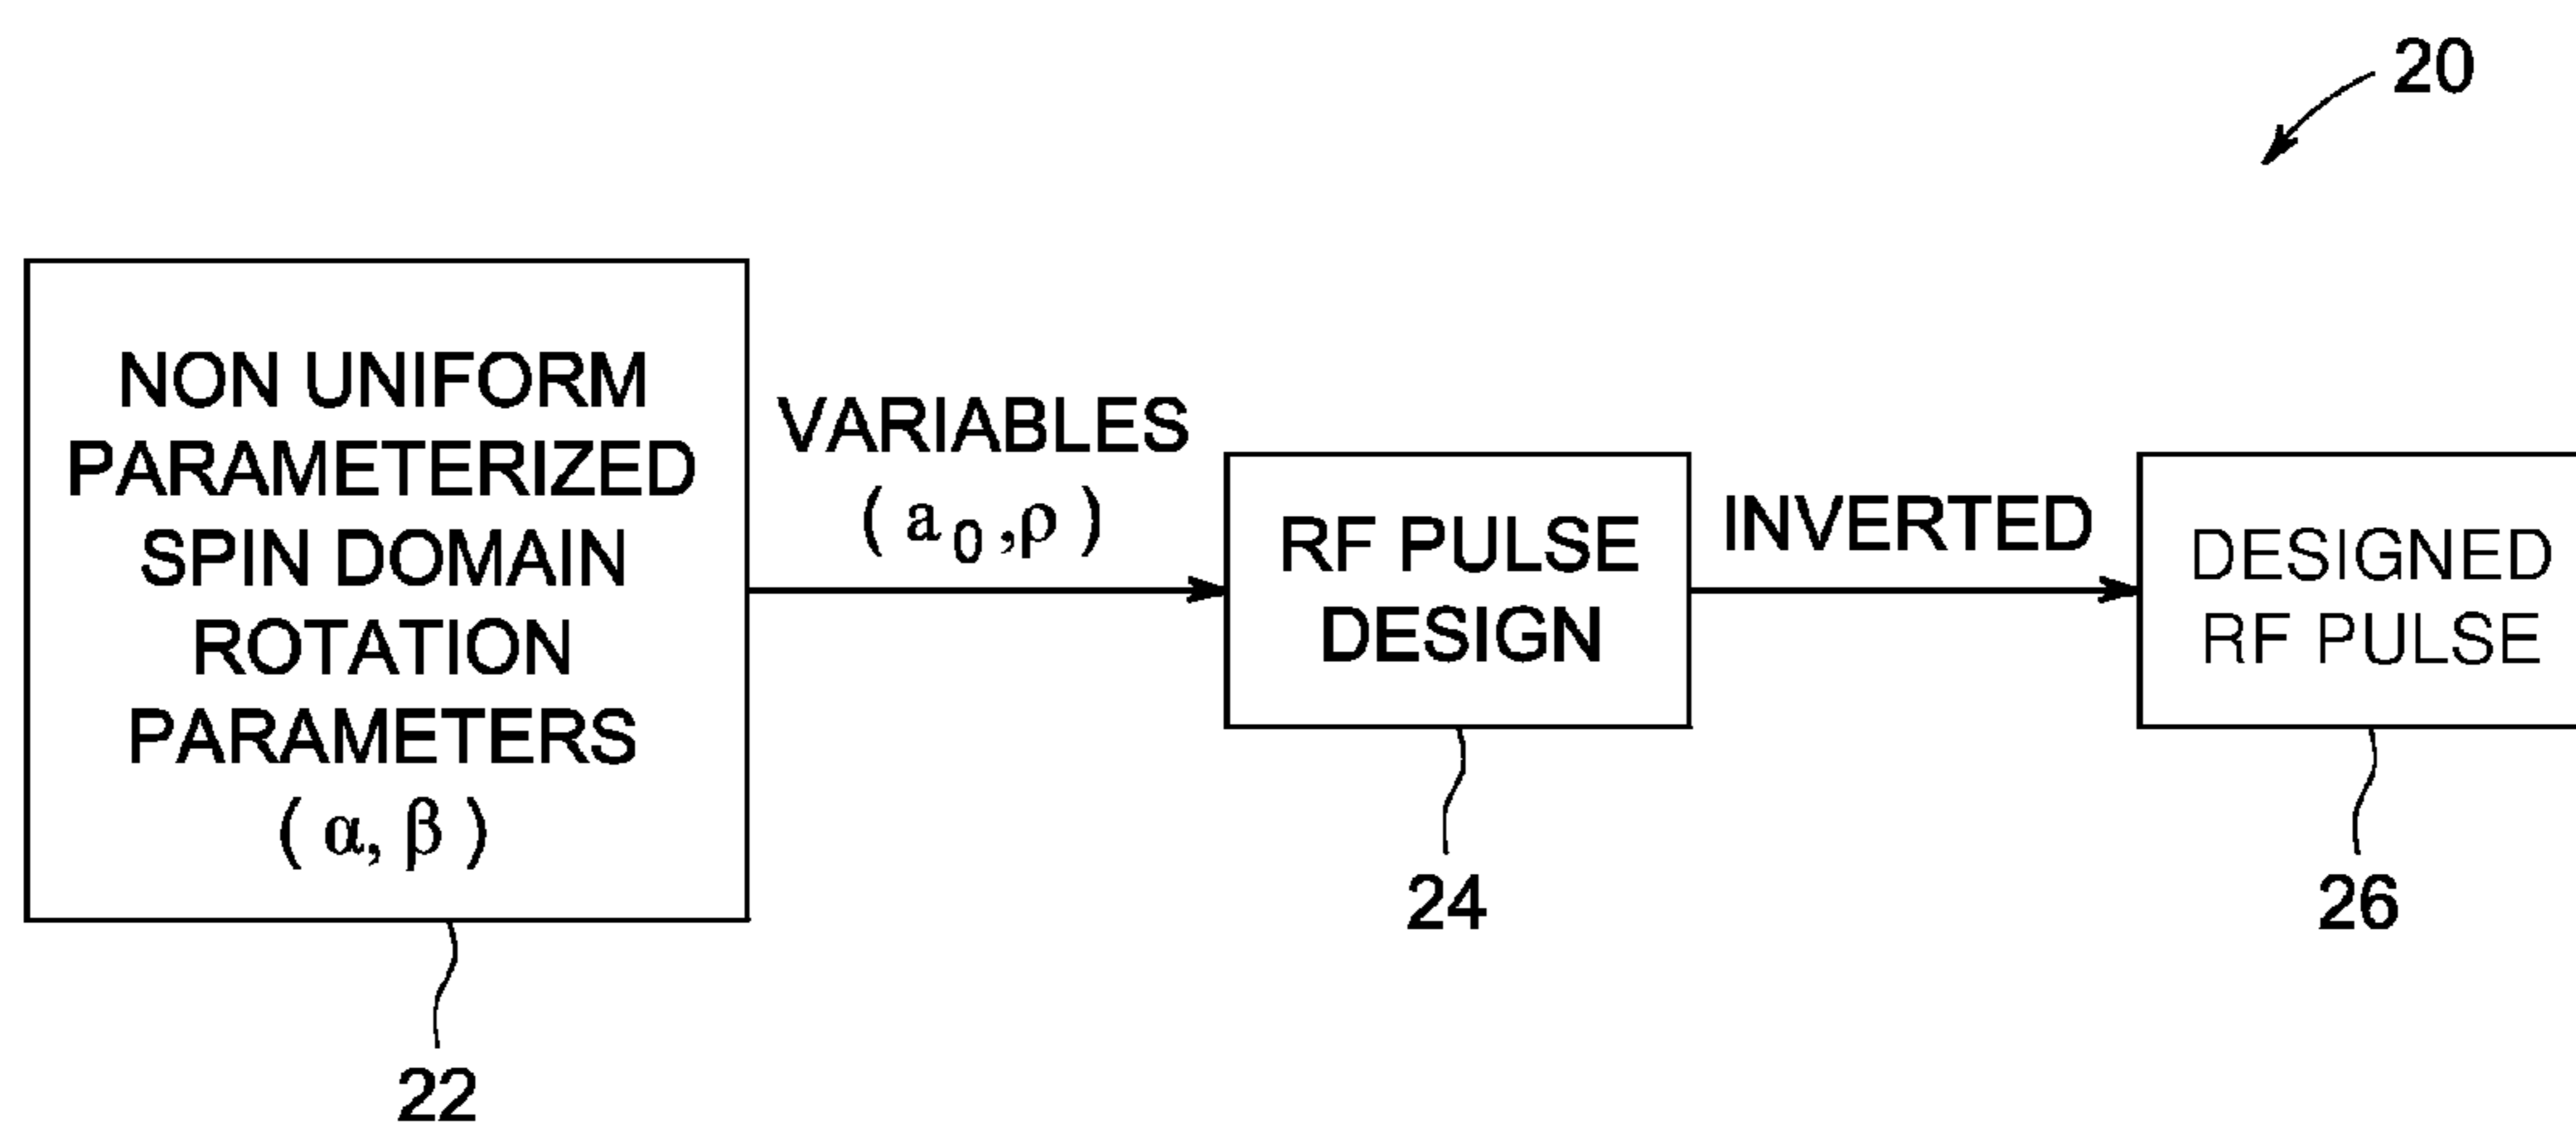 20
NON UNIFORM
PARAMETERIZED
SPIN DOMAIN
ROTATION
PARAMETERS
( α, β )
22
VARIABLES
( a0 ,ρ )
RF PULSE
DESIGN
24
INVERTED
DESIGNED
RF PULSE
26